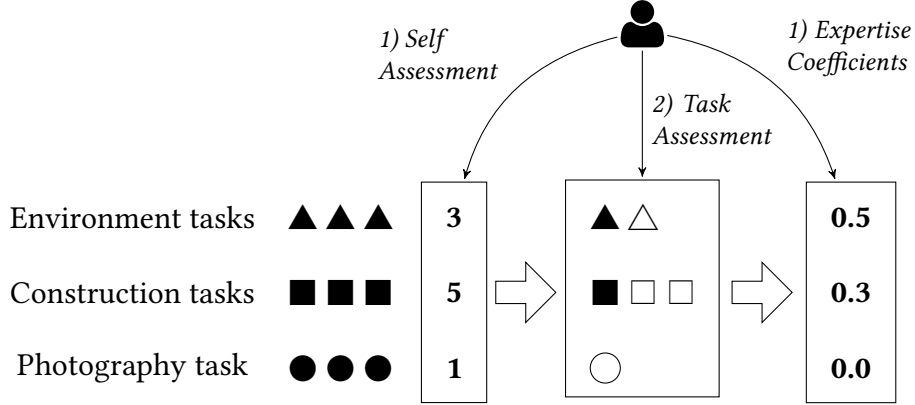 1) Self
Assessment
1) Expertise
Coefficients
2) Task
Assessment
Environment tasks 3 0.5
Construction tasks 5 0.3
Photography task 1 0.0